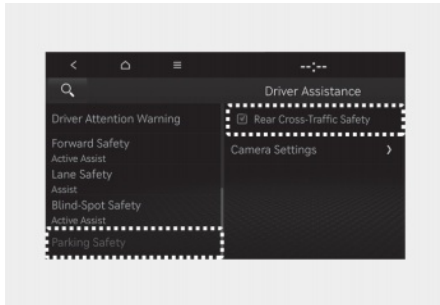 --:--
Driver Assistance
Driver Attention Warning
Forward Safety
Active Assist
Lane Safety
Assist
Blind-Spot Safety
Active Assist
Parking Safety
Rear Cross-Traffic Safety
Camera Settings